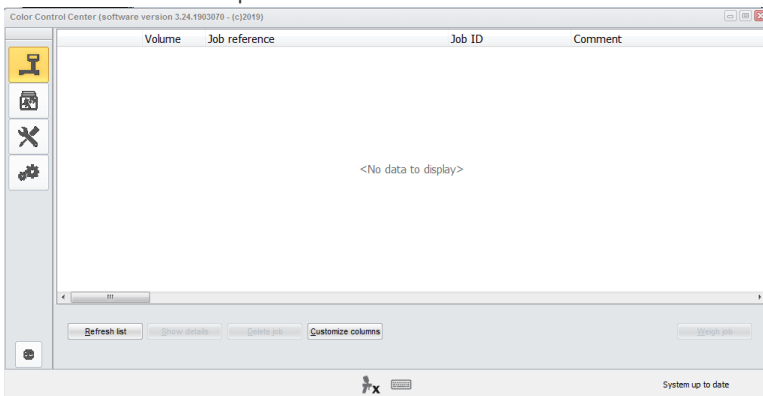 Color Control Center (software version 3.24.1903070 - (c)2019)
Volume Job reference Job ID Comment
<No data to display>
Refresh list Show details Delete job Customize columns Weigh job
x System up to date